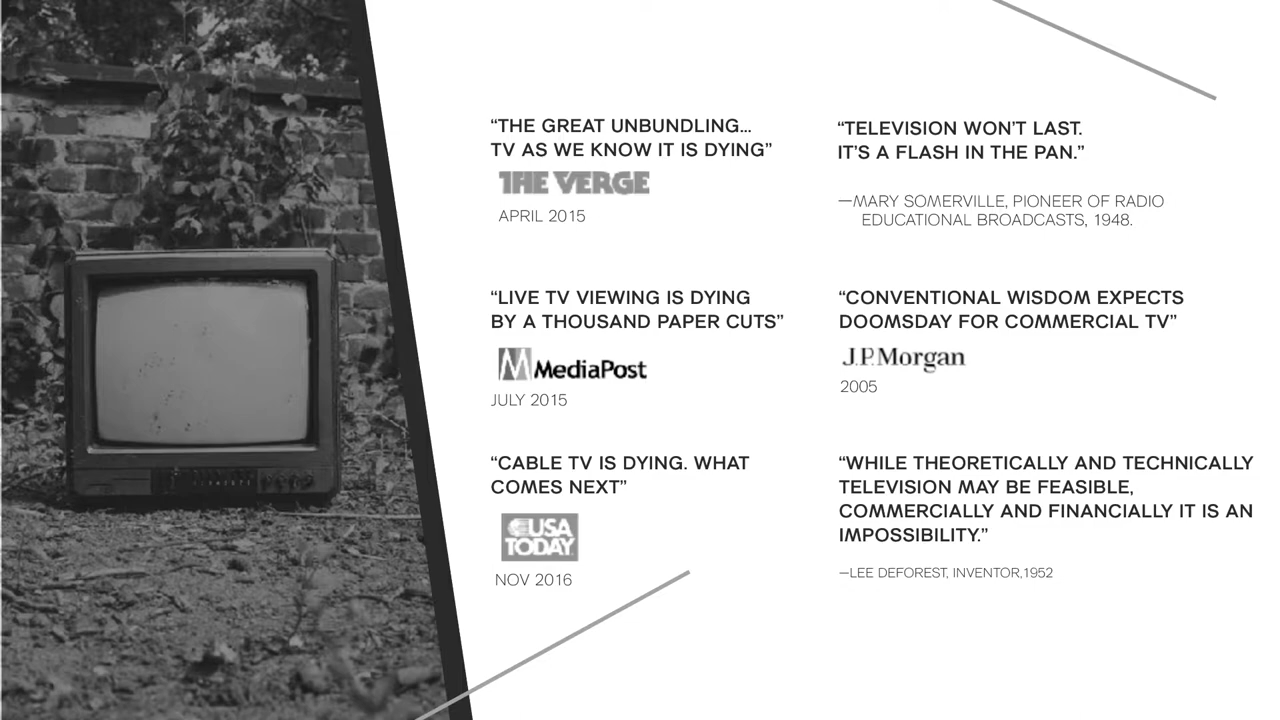 “THE GREAT UNBUNDLING...
TV AS WE KNOW IT IS DYING”
THE VERGE
APRIL 2015
“LIVE TV VIEWING IS DYING
BY A THOUSAND PAPER CUTS”
MediaPost
JULY 2015
“CABLE TV IS DYING. WHAT
COMES NEXT”
USA
TODAY
NOV 2016
“TELEVISION WON’T LAST.
IT’S A FLASH IN THE PAN.”
—MARY SOMERVILLE, PIONEER OF RADIO
EDUCATIONAL BROADCASTS, 1948.
“CONVENTIONAL WISDOM EXPECTS
DOOMSDAY FOR COMMERCIAL TV”
J.P.Morgan
2005
“WHILE THEORETICALLY AND TECHNICALLY
TELEVISION MAY BE FEASIBLE,
COMMERCIALLY AND FINANCIALLY IT IS AN
IMPOSSIBILITY.”
—LEE DEFOREST, INVENTOR,1952